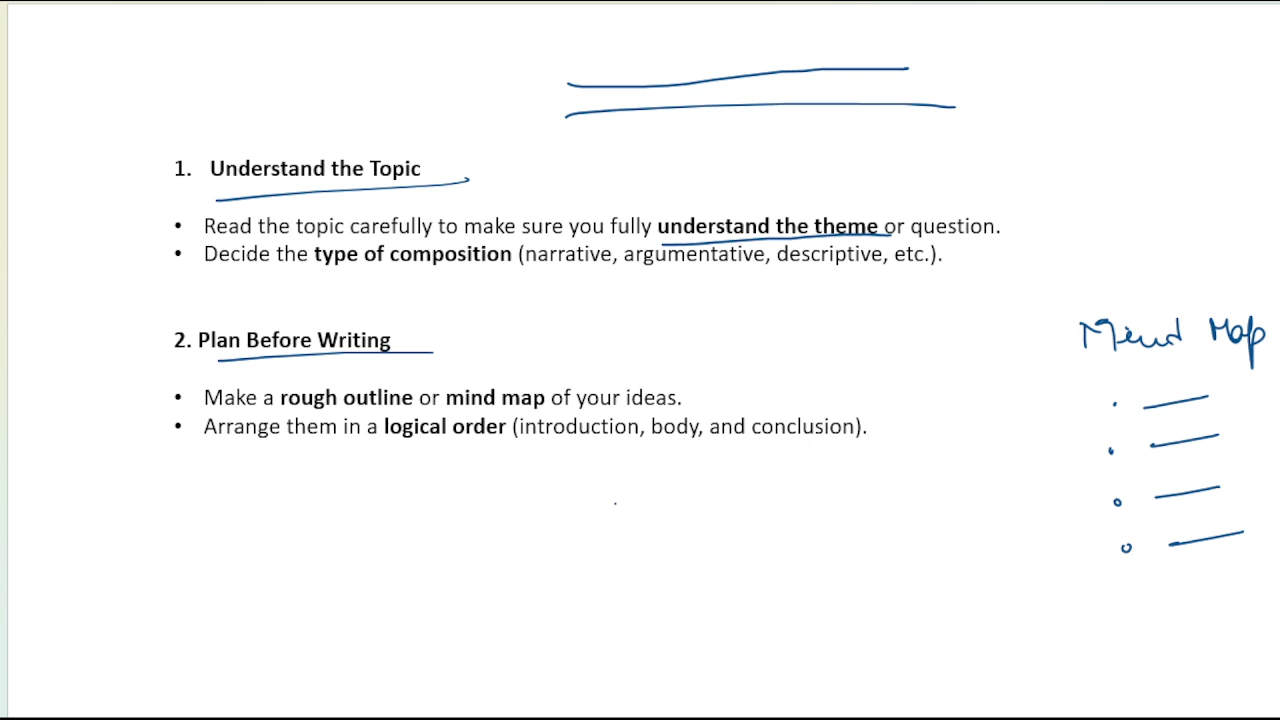 1. Understand the Topic
• Read the topic carefully to make sure you fully understand the theme or question.
• Decide the type of composition (narrative, argumentative, descriptive, etc.).
2. Plan Before Writing
Mind Map
• Make a rough outline or mind map of your ideas.
• Arrange them in a logical order (introduction, body, and conclusion).